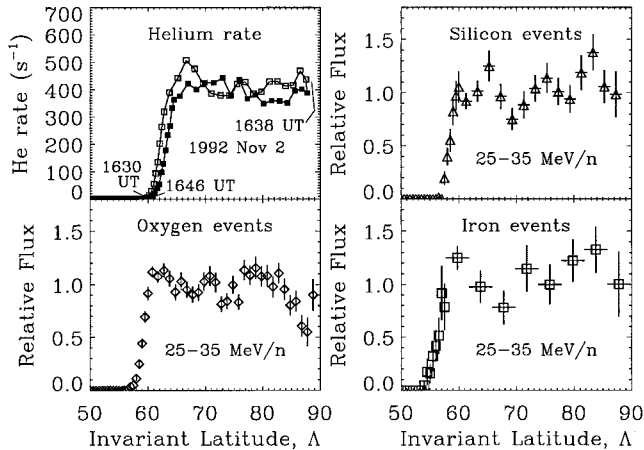 Helium rate
He rate (s⁻¹)
500
400
300
200
100
0
1992 Nov 2
1638 UT
1630
UT
1646 UT
Silicon events
Relative Flux
1.5
1.0
0.5
0.0
25-35 MeV/n
Oxygen events
Relative Flux
1.5
1.0
0.5
0.0
25-35 MeV/n
50 60 70 80 90
Invariant Latitude, Λ
Iron events
Relative Flux
1.5
1.0
0.5
0.0
25-35 MeV/n
50 60 70 80 90
Invariant Latitude, Λ